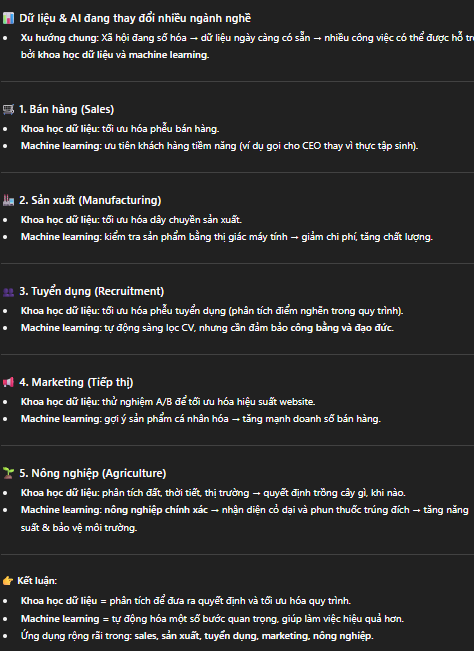 📊 Dữ liệu & AI đang thay đổi nhiều ngành nghề
• Xu hướng chung: Xã hội đang số hóa → dữ liệu ngày càng có sẵn → nhiều công việc có thể được hỗ
bởi khoa học dữ liệu và machine learning.
🛒 1. Bán hàng (Sales)
• Khoa học dữ liệu: tối ưu hóa phễu bán hàng.
• Machine learning: ưu tiên khách hàng tiềm năng (ví dụ gọi cho CEO thay vì thực tập sinh).
🏭 2. Sản xuất (Manufacturing)
• Khoa học dữ liệu: tối ưu hóa dây chuyền sản xuất.
• Machine learning: kiểm tra sản phẩm bằng thị giác máy tính → giảm chi phí, tăng chất lượng.
👥 3. Tuyển dụng (Recruitment)
• Khoa học dữ liệu: tối ưu hóa phễu tuyển dụng (phân tích điểm nghẽn trong quy trình).
• Machine learning: tự động sàng lọc CV, nhưng cần đảm bảo công bằng và đạo đức.
📢 4. Marketing (Tiếp thị)
• Khoa học dữ liệu: thử nghiệm A/B để tối ưu hóa hiệu suất website.
• Machine learning: gợi ý sản phẩm cá nhân hóa → tăng mạnh doanh số bán hàng.
🌱 5. Nông nghiệp (Agriculture)
• Khoa học dữ liệu: phân tích đất, thời tiết, thị trường → quyết định trồng cây gì, khi nào.
• Machine learning: nông nghiệp chính xác → nhận diện cỏ dại và phun thuốc trúng đích → tăng năng
suất & bảo vệ môi trường.
👉 Kết luận:
• Khoa học dữ liệu = phân tích để đưa ra quyết định và tối ưu hóa quy trình.
• Machine learning = tự động hóa một số bước quan trọng, giúp làm việc hiệu quả hơn.
• Ứng dụng rộng rãi trong: sales, sản xuất, tuyển dụng, marketing, nông nghiệp.